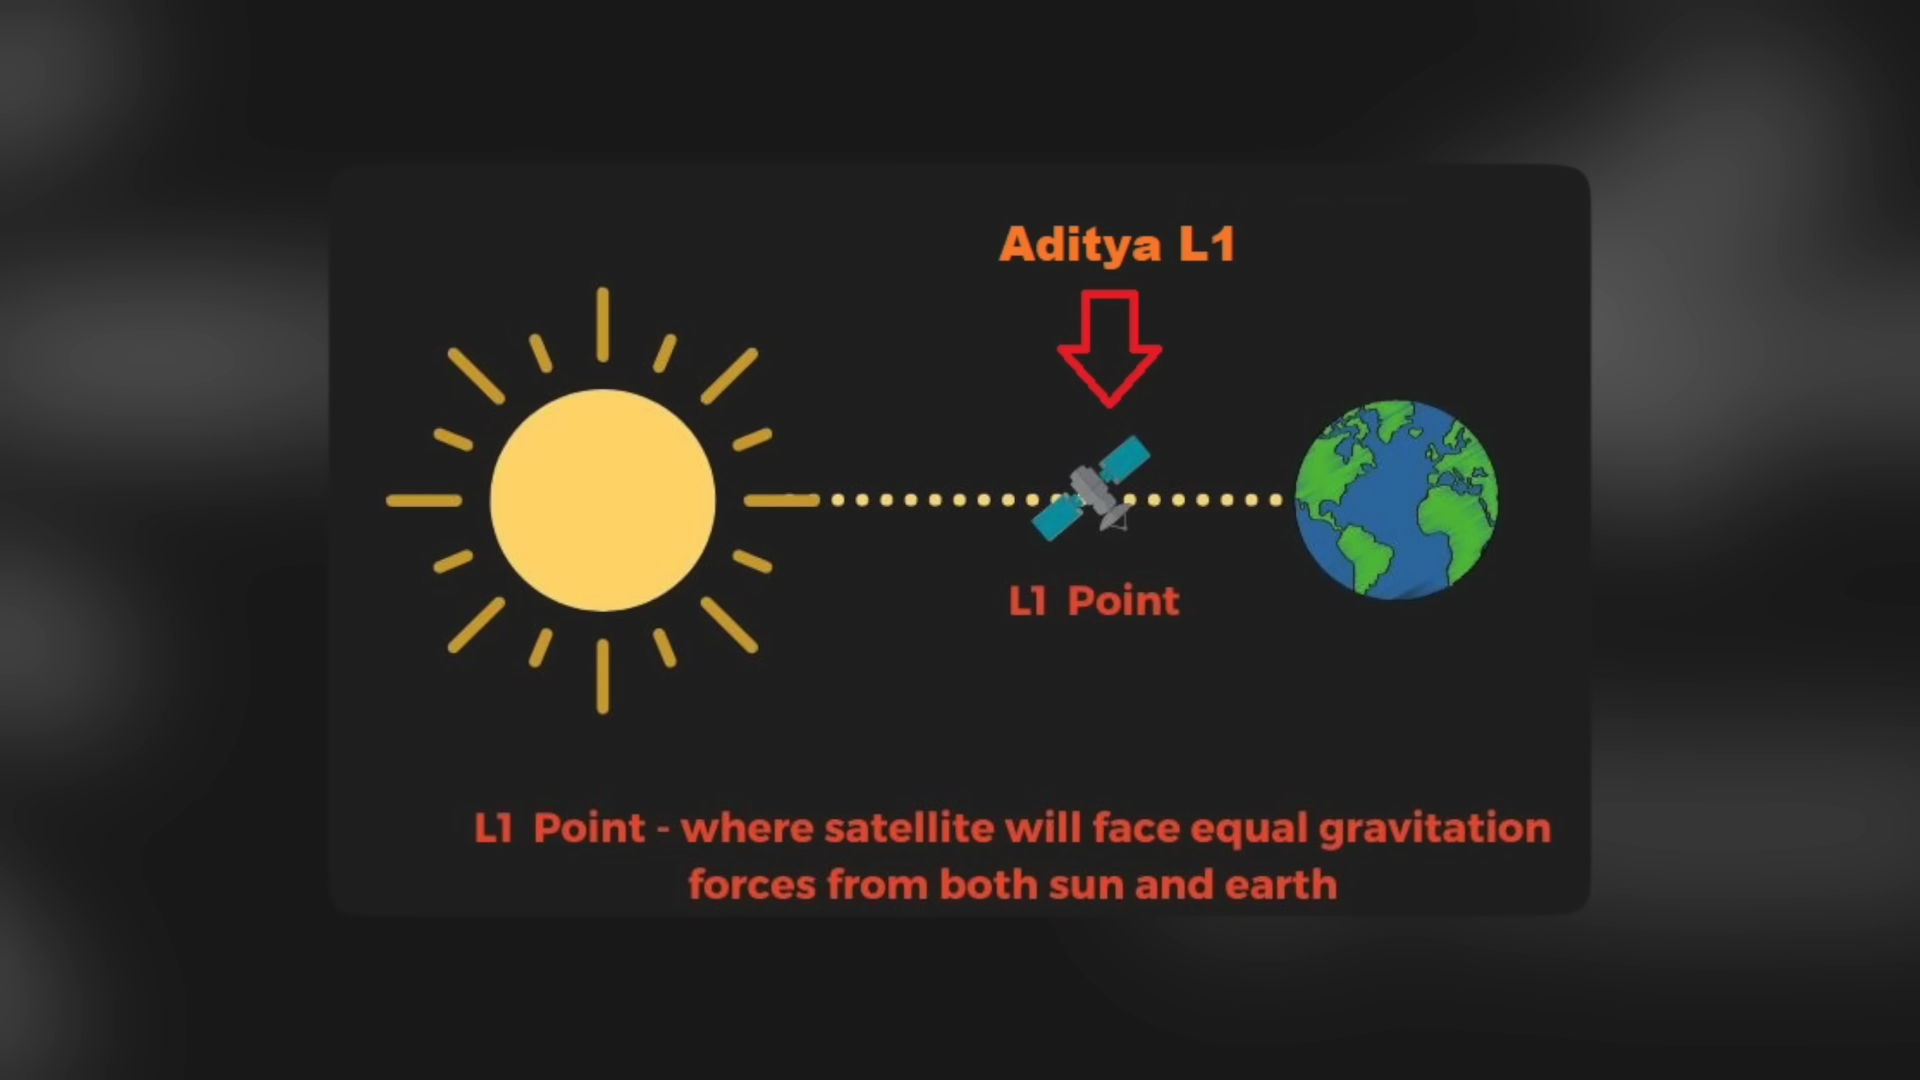 Aditya L1
L1 Point
L1 Point - where satellite will face equal gravitation
forces from both sun and earth